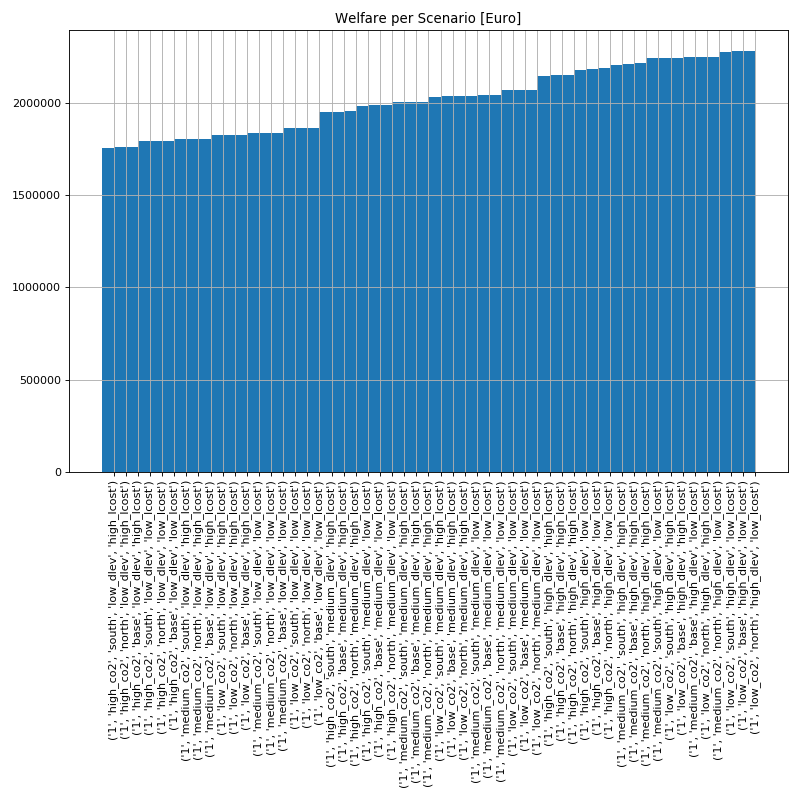 Welfare per Scenario [Euro]
2000000
1500000
1000000
500000
0
('1', 'high_co2', 'south', 'low_dlev', 'high_lcost')
('1', 'high_co2', 'north', 'low_dlev', 'high_lcost')
('1', 'high_co2', 'base', 'low_dlev', 'high_lcost')
('1', 'high_co2', 'south', 'low_dlev', 'low_lcost')
('1', 'high_co2', 'north', 'low_dlev', 'low_lcost')
('1', 'high_co2', 'base', 'low_dlev', 'low_lcost')
('1', 'medium_co2', 'south', 'low_dlev', 'high_lcost')
('1', 'medium_co2', 'north', 'low_dlev', 'high_lcost')
('1', 'medium_co2', 'base', 'low_dlev', 'high_lcost')
('1', 'low_co2', 'south', 'low_dlev', 'high_lcost')
('1', 'low_co2', 'north', 'low_dlev', 'high_lcost')
('1', 'low_co2', 'base', 'low_dlev', 'high_lcost')
('1', 'medium_co2', 'south', 'low_dlev', 'low_lcost')
('1', 'medium_co2', 'north', 'low_dlev', 'low_lcost')
('1', 'medium_co2', 'base', 'low_dlev', 'low_lcost')
('1', 'low_co2', 'south', 'low_dlev', 'low_lcost')
('1', 'low_co2', 'north', 'low_dlev', 'low_lcost')
('1', 'low_co2', 'base', 'low_dlev', 'low_lcost')
('1', 'high_co2', 'south', 'medium_dlev', 'high_lcost')
('1', 'high_co2', 'base', 'medium_dlev', 'high_lcost')
('1', 'high_co2', 'north', 'medium_dlev', 'high_lcost')
('1', 'high_co2', 'south', 'medium_dlev', 'low_lcost')
('1', 'high_co2', 'base', 'medium_dlev', 'low_lcost')
('1', 'high_co2', 'north', 'medium_dlev', 'low_lcost')
('1', 'medium_co2', 'south', 'medium_dlev', 'high_lcost')
('1', 'medium_co2', 'base', 'medium_dlev', 'high_lcost')
('1', 'medium_co2', 'north', 'medium_dlev', 'high_lcost')
('1', 'low_co2', 'south', 'medium_dlev', 'high_lcost')
('1', 'low_co2', 'base', 'medium_dlev', 'high_lcost')
('1', 'low_co2', 'north', 'medium_dlev', 'high_lcost')
('1', 'medium_co2', 'south', 'medium_dlev', 'low_lcost')
('1', 'medium_co2', 'base', 'medium_dlev', 'low_lcost')
('1', 'medium_co2', 'north', 'medium_dlev', 'low_lcost')
('1', 'low_co2', 'south', 'medium_dlev', 'low_lcost')
('1', 'low_co2', 'base', 'medium_dlev', 'low_lcost')
('1', 'low_co2', 'north', 'medium_dlev', 'low_lcost')
('1', 'high_co2', 'south', 'high_dlev', 'high_lcost')
('1', 'high_co2', 'base', 'high_dlev', 'high_lcost')
('1', 'high_co2', 'north', 'high_dlev', 'high_lcost')
('1', 'high_co2', 'south', 'high_dlev', 'low_lcost')
('1', 'high_co2', 'base', 'high_dlev', 'low_lcost')
('1', 'high_co2', 'north', 'high_dlev', 'low_lcost')
('1', 'medium_co2', 'south', 'high_dlev', 'high_lcost')
('1', 'medium_co2', 'base', 'high_dlev', 'high_lcost')
('1', 'medium_co2', 'north', 'high_dlev', 'high_lcost')
('1', 'medium_co2', 'south', 'high_dlev', 'low_lcost')
('1', 'low_co2', 'south', 'high_dlev', 'high_lcost')
('1', 'low_co2', 'base', 'high_dlev', 'high_lcost')
('1', 'medium_co2', 'base', 'high_dlev', 'low_lcost')
('1', 'low_co2', 'north', 'high_dlev', 'high_lcost')
('1', 'medium_co2', 'north', 'high_dlev', 'low_lcost')
('1', 'low_co2', 'south', 'high_dlev', 'low_lcost')
('1', 'low_co2', 'base', 'high_dlev', 'low_lcost')
('1', 'low_co2', 'north', 'high_dlev', 'low_lcost')